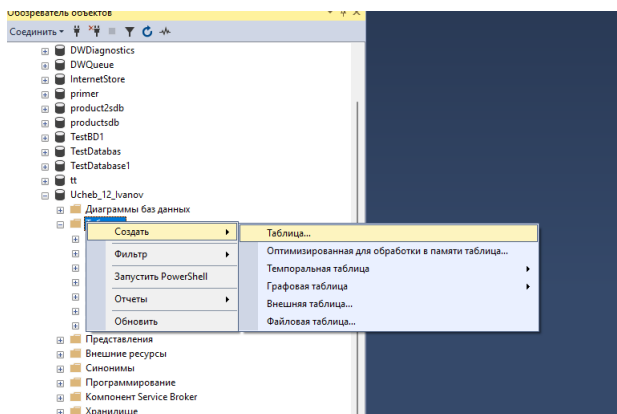 Обозреватель объектов
Соединить
DWDiagnostics
DWQueue
InternetStore
primer
product2sdb
productsdb
TestBD1
TestDatabas
TestDatabase1
tt
Ucheb_12_Ivanov
Диаграммы баз данных
Создать
Фильтр
Запустить PowerShell
Отчеты
Обновить
Таблица...
Оптимизированная для обработки в памяти таблица...
Темпоральная таблица
Графовая таблица
Внешняя таблица...
Файловая таблица...
Представления
Внешние ресурсы
Синонимы
Программирование
Компонент Service Broker
Хранилище